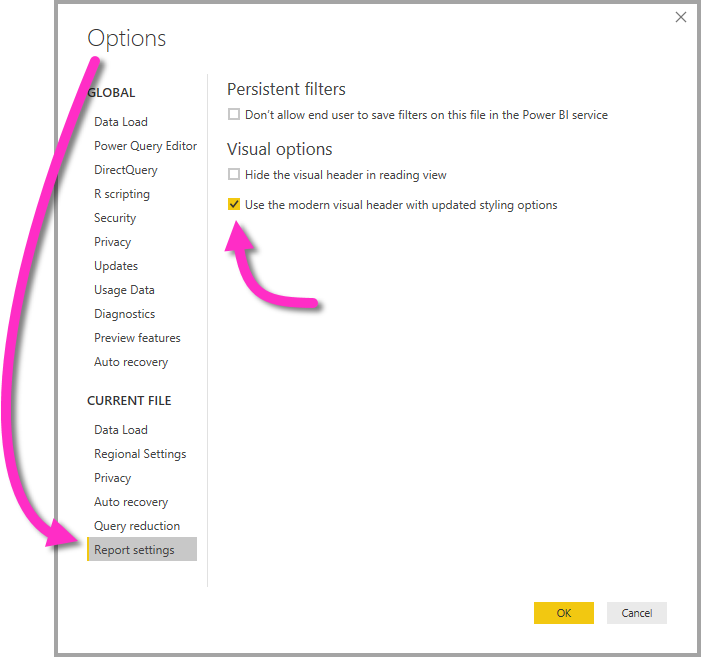 Options
GLOBAL
Data Load
Power Query Editor
DirectQuery
R scripting
Security
Privacy
Updates
Usage Data
Diagnostics
Preview features
Auto recovery
CURRENT FILE
Data Load
Regional Settings
Privacy
Auto recovery
Query reduction
Report settings
Persistent filters
Don't allow end user to save filters on this file in the Power BI service
Visual options
Hide the visual header in reading view
Use the modern visual header with updated styling options
OK
Cancel